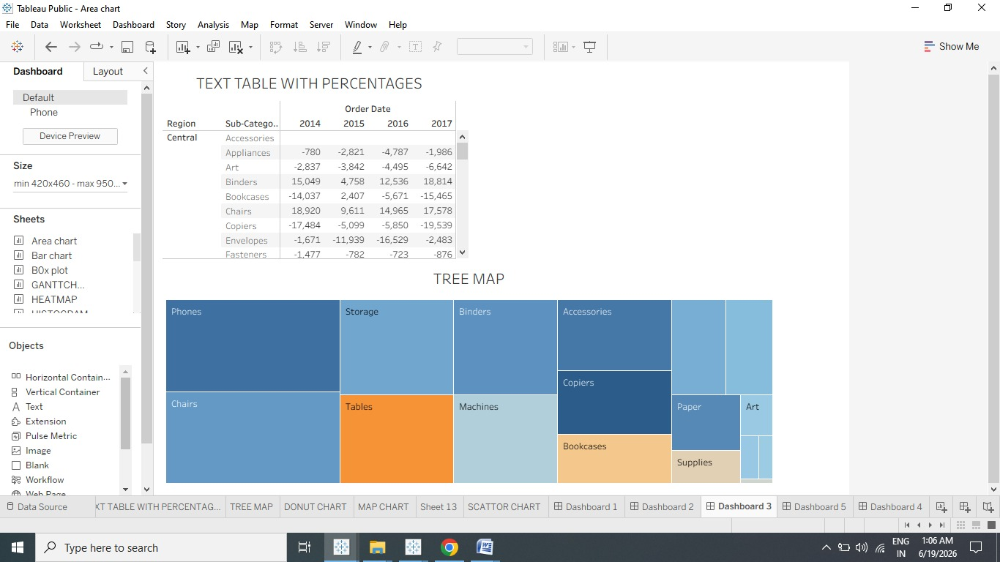 Tableau Public - Area chart
File Data Worksheet Dashboard Story Analysis Map Format Server Window Help
Show Me
Dashboard Layout
Default
Phone
Device Preview
Size
min 420x460 - max 950...
Sheets
Area chart
Bar chart
B0x plot
GANTTCH...
HEATMAP
HISTOGRAM
Objects
Horizontal Contain...
Vertical Container
Text
Extension
Pulse Metric
Image
Blank
Workflow
Web Page
TEXT TABLE WITH PERCENTAGES
Order Date
Region Sub-Catego.. 2014 2015 2016 2017
Central Accessories
Appliances -780 -2,821 -4,787 -1,986
Art -2,837 -3,842 -4,495 -6,642
Binders 15,049 4,758 12,536 18,814
Bookcases -14,037 2,407 -5,671 -15,465
Chairs 18,920 9,611 14,965 17,578
Copiers -17,484 -5,099 -5,850 -19,539
Envelopes -1,671 -11,939 -16,529 -2,483
Fasteners -1,477 -782 -723 -876
TREE MAP
Phones Storage Binders Accessories
Copiers
Chairs Tables Machines Paper Art
Bookcases
Supplies
Data Source XT TABLE WITH PERCENTAG... TREE MAP DONUT CHART MAP CHART Sheet 13 SCATTOR CHART Dashboard 1 Dashboard 2 Dashboard 3 Dashboard 5 Dashboard 4
Type here to search
ENG
IN
1:06 AM
6/19/2026